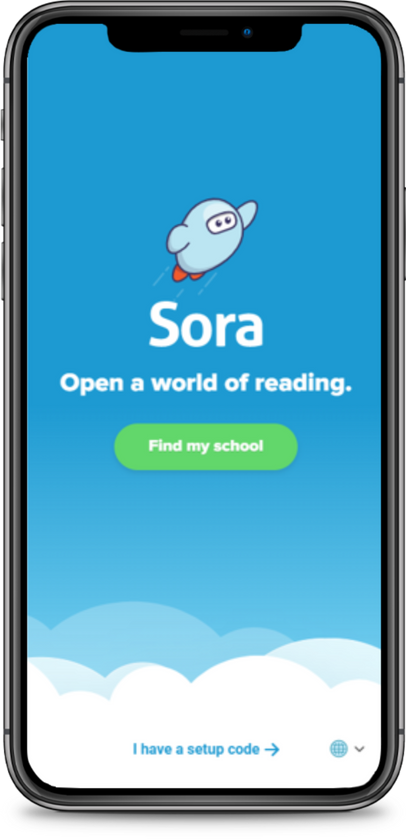 Sora
Open a world of reading.
Find my school
I have a setup code →